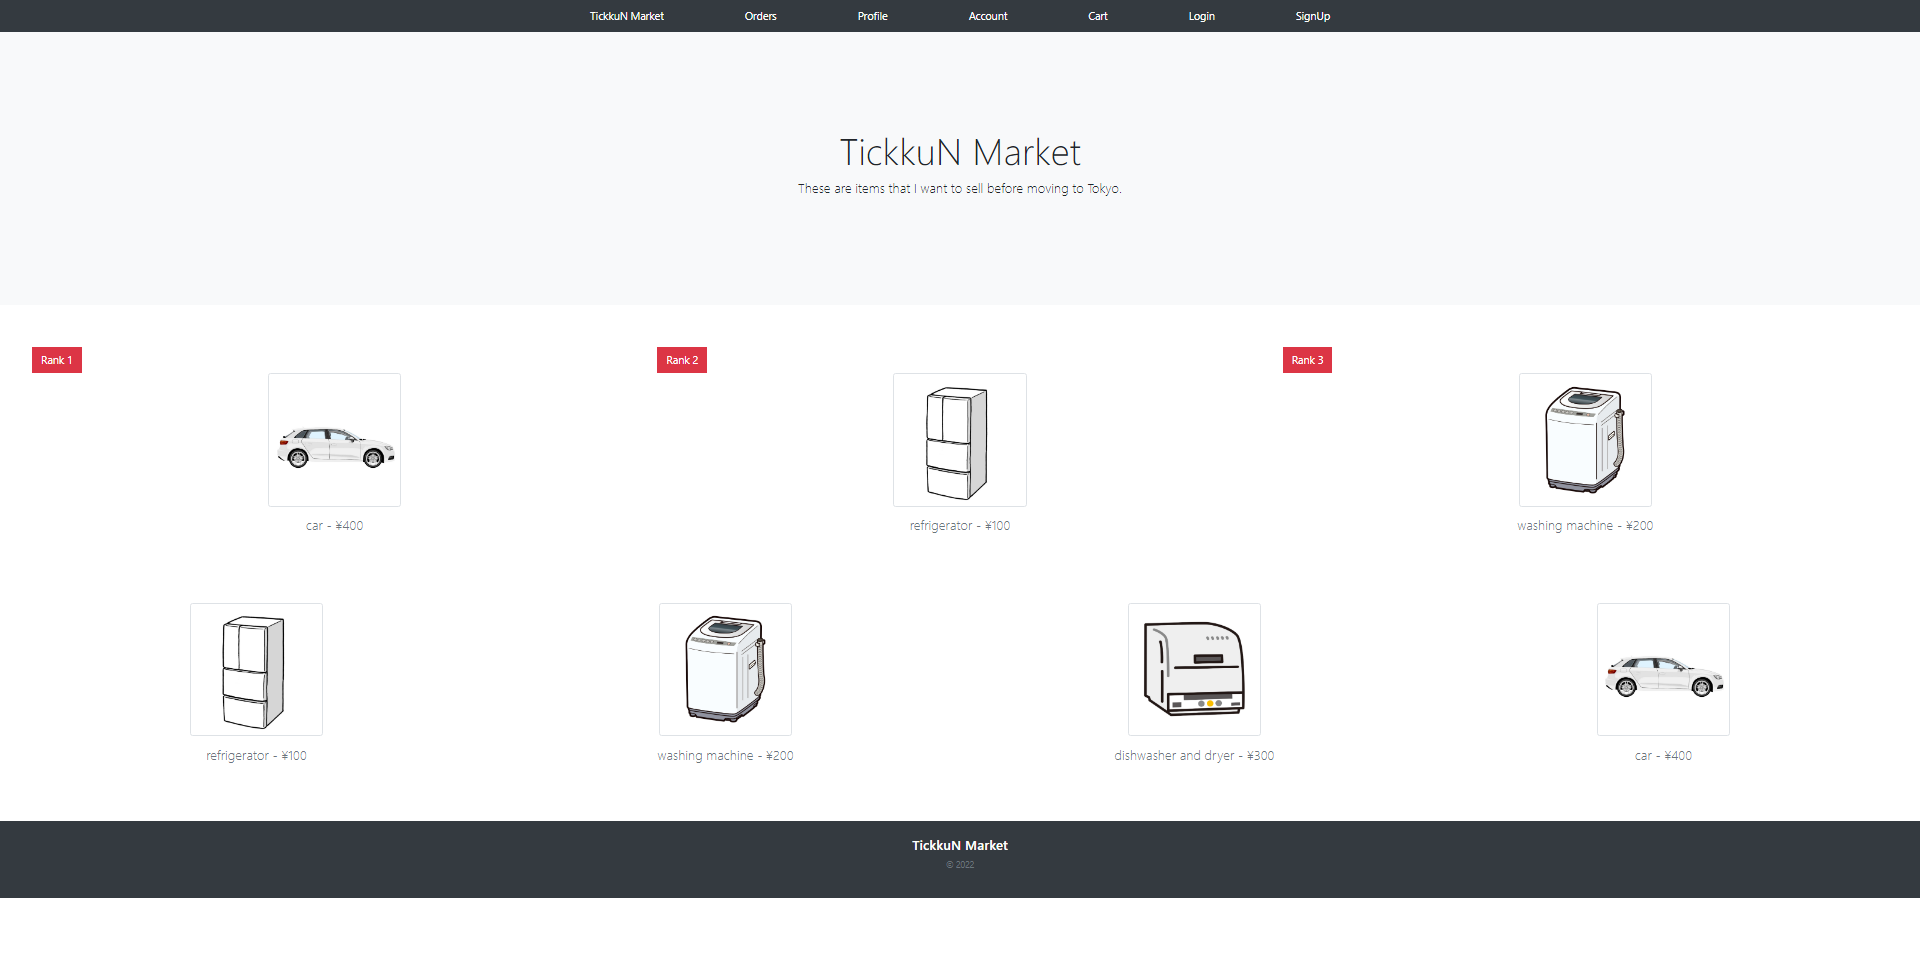 TickkuN Market Orders Profile Account Cart Login SignUp
TickkuN Market
These are items that I want to sell before moving to Tokyo.
Rank 1
Rank 2
Rank 3
car - ¥400
refrigerator - ¥100
washing machine - ¥200
refrigerator - ¥100
washing machine - ¥200
dishwasher and dryer - ¥300
car - ¥400
TickkuN Market
© 2022